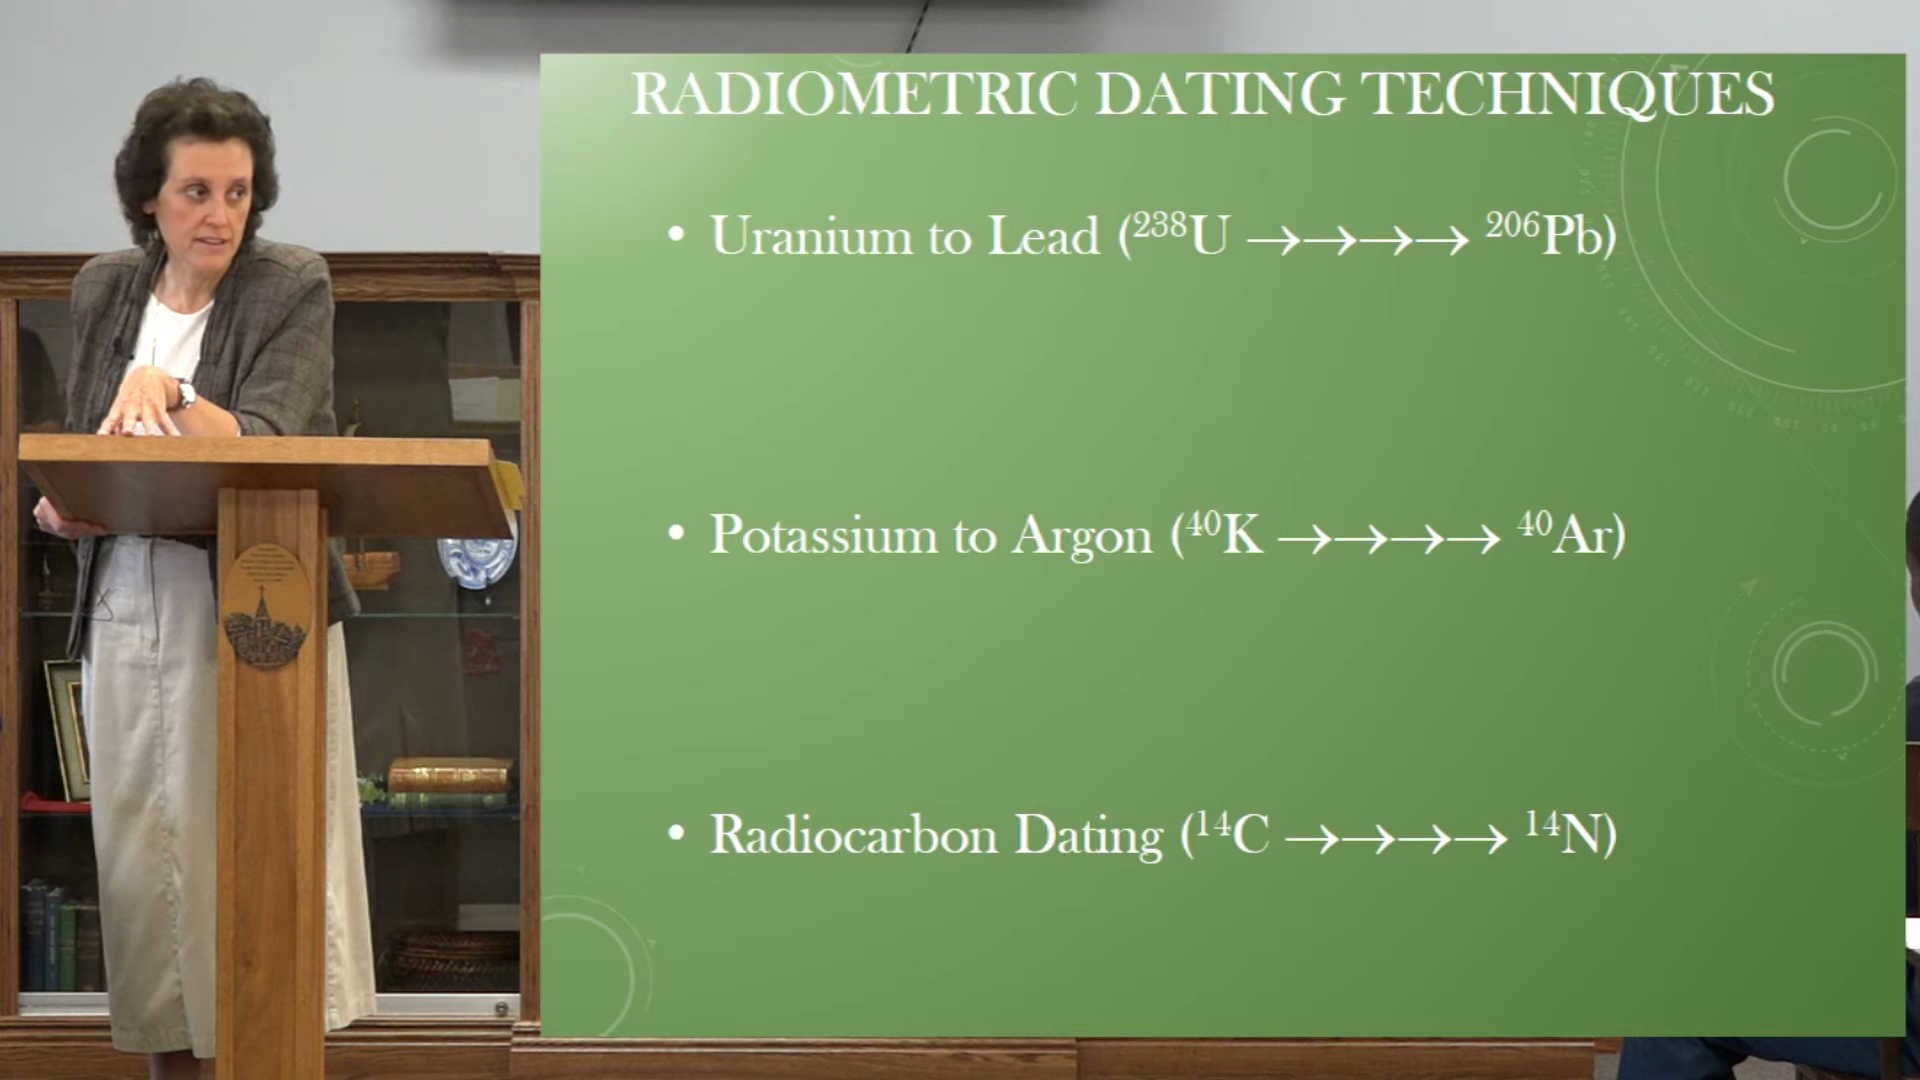 RADIOMETRIC DATING TECHNIQUES
• Uranium to Lead (²³⁸U →→→→ ²⁰⁶Pb)
• Potassium to Argon (⁴⁰K →→→→ ⁴⁰Ar)
• Radiocarbon Dating (¹⁴C →→→→ ¹⁴N)